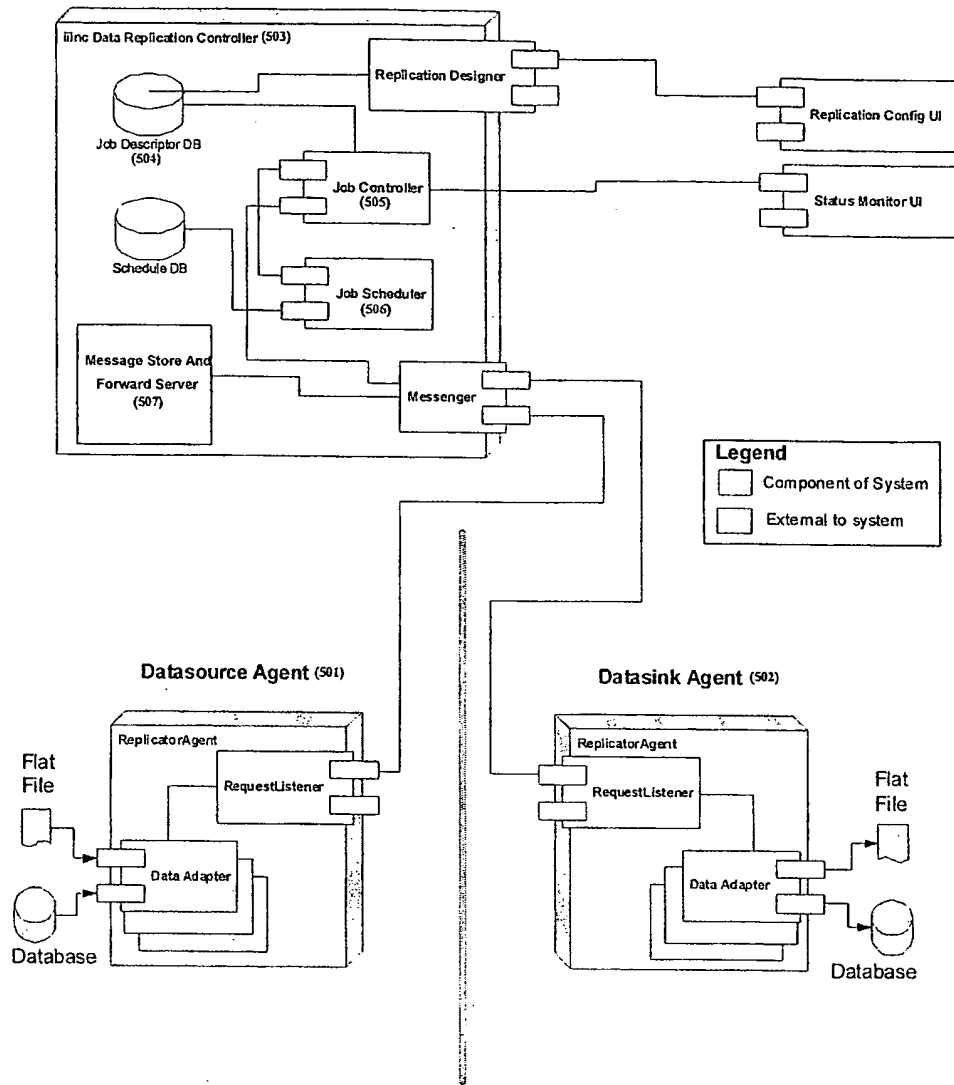 iiinc Data Replication Controller (503)
Replication Designor
Replication Config UI
Job Descriptor DB
(504)
Job Controller
(505)
Status Monitor UI
Schedule DB
Job Scheduler
(506)
Message Store And
Forward Server
(507)
Messenger
Legend
Component of System
External to system
Datasource Agent (501)
Datasink Agent (502)
ReplicatorAgent
ReplicatorAgent
Flat
File
RequestListener
RequestListener
Flat
File
Data Adapter
Data Adapter
Database
Database